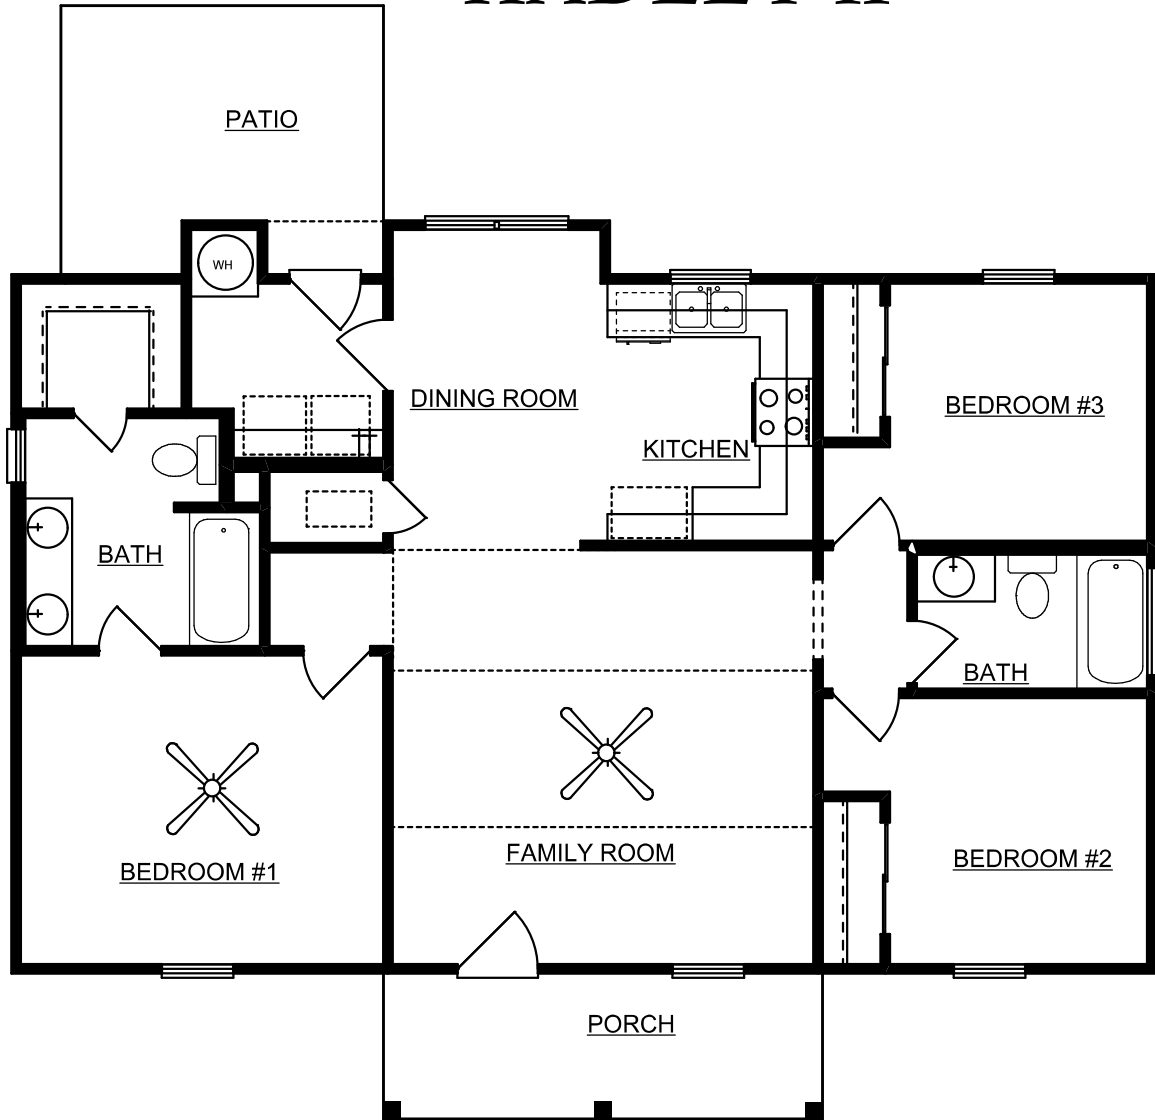 PATIO
WH
DINING ROOM
BEDROOM #3
KITCHEN
BATH
BATH
FAMILY ROOM
BEDROOM #2
BEDROOM #1
PORCH